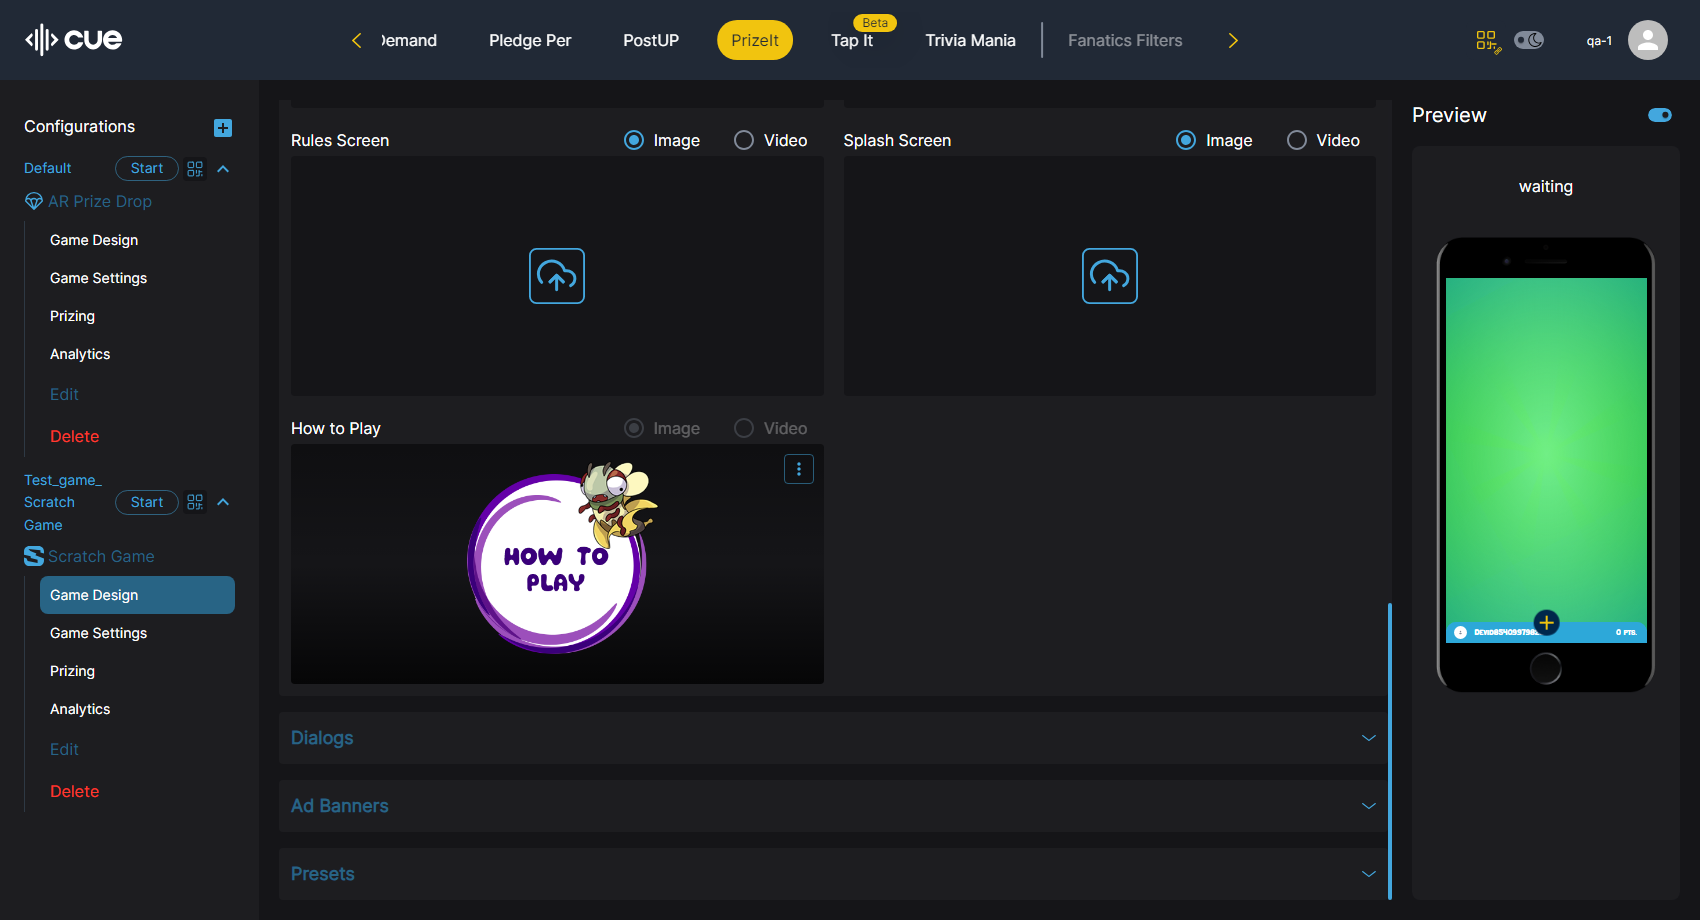 cue
Demand
Pledge Per
PostUP
PrizeIt
Beta
Tap It
Trivia Mania
Fanatics Filters
qa-1
Configurations
Default
Start
AR Prize Drop
Game Design
Game Settings
Prizing
Analytics
Edit
Delete
Test_game_
Scratch
Game
Start
Scratch Game
Game Design
Game Settings
Prizing
Analytics
Edit
Delete
Rules Screen
Image
Video
Splash Screen
Image
Video
How to Play
Image
Video
HOW TO
PLAY
Dialogs
Ad Banners
Presets
Preview
waiting
0 PTS.